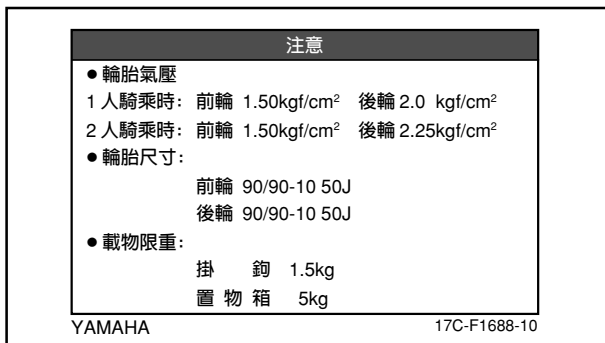 注意
●輪胎氣壓
1人騎乘時: 前輪 1.50kgf/cm² 後輪2.0 kgf/cm²
2人騎乘時: 前輪 1.50kgf/cm² 後輪2.25kgf/cm²
●輪胎尺寸:
前輪 90/90-10 50J
後輪 90/90-10 50J
●載物限重:
掛 鉤 1.5kg
置物箱 5kg
YAMAHA 17C-F1688-10